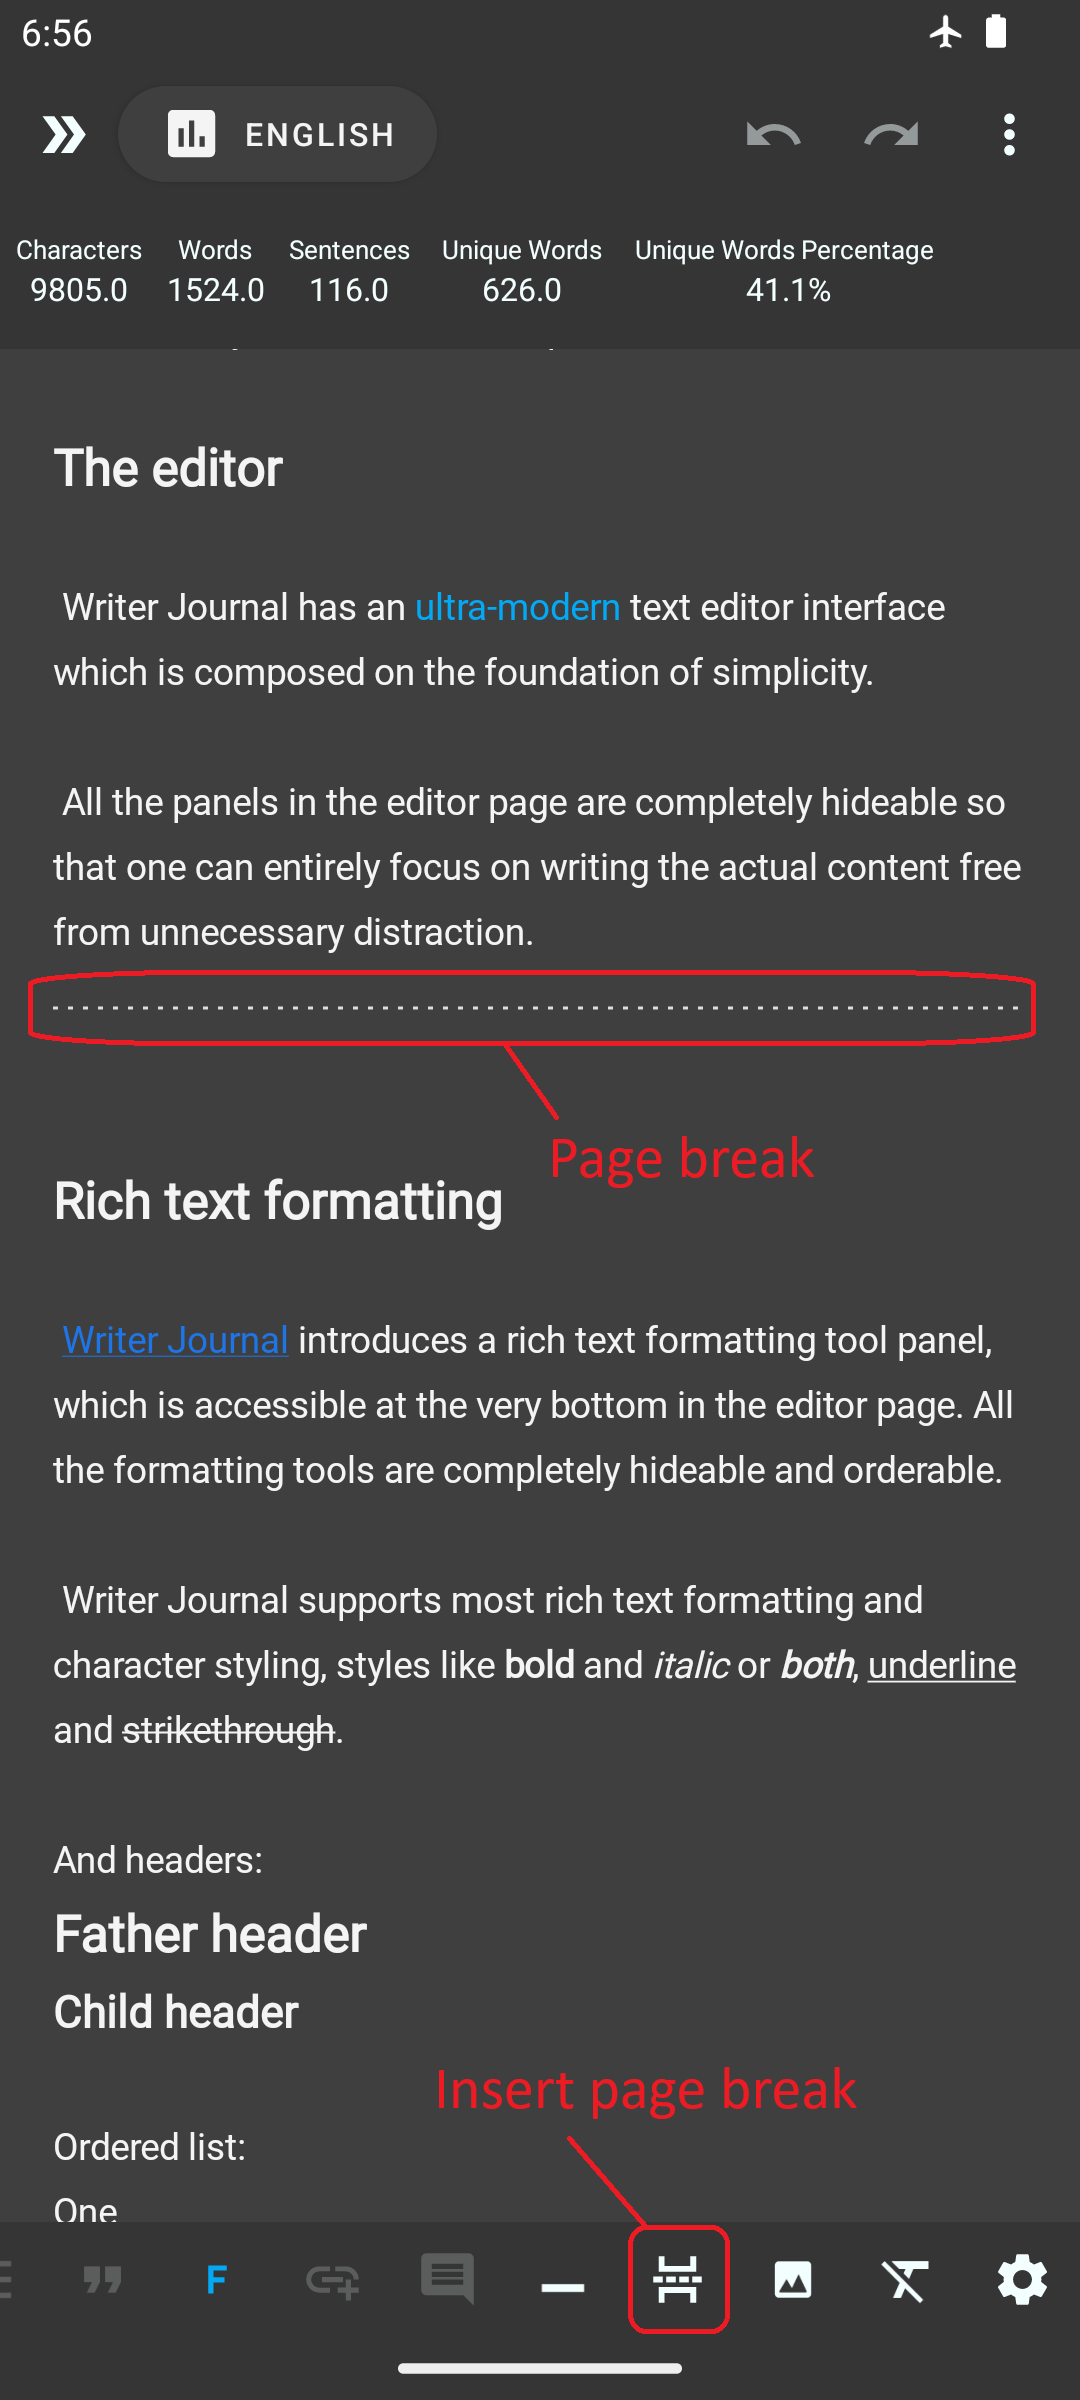 6:56
ENGLISH
Characters Words Sentences Unique Words Unique Words Percentage
9805.0 1524.0 116.0 626.0 41.1%
The editor
Writer Journal has an ultra-modern text editor interface
which is composed on the foundation of simplicity.
All the panels in the editor page are completely hideable so
that one can entirely focus on writing the actual content free
from unnecessary distraction.
Page break
Rich text formatting
Writer Journal introduces a rich text formatting tool panel,
which is accessible at the very bottom in the editor page. All
the formatting tools are completely hideable and orderable.
Writer Journal supports most rich text formatting and
character styling, styles like bold and italic or both, underline
and strikethrough.
And headers:
Father header
Child header
Insert page break
Ordered list:
One
F